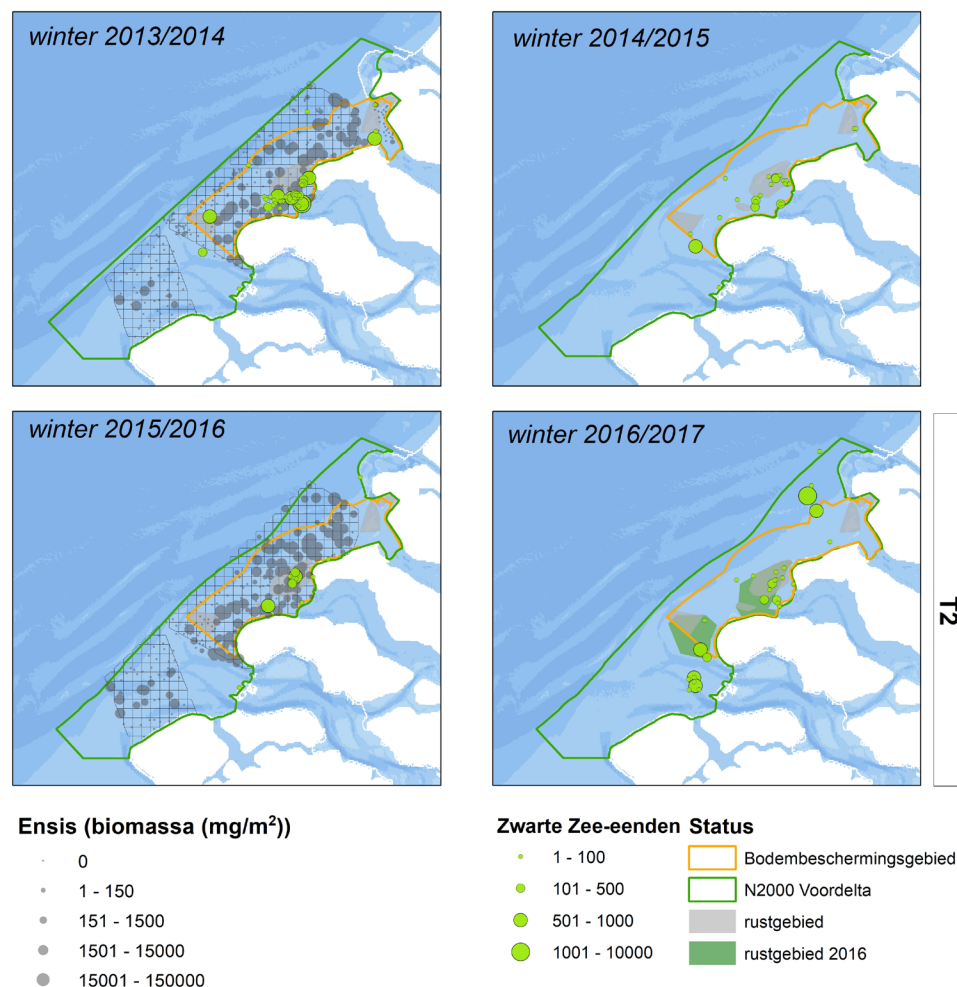 winter 2013/2014
winter 2014/2015
winter 2015/2016
winter 2016/2017
T2
Ensis (biomassa (mg/m²))
0
1 - 150
151 - 1500
1501 - 15000
15001 - 150000
Zwarte Zee-eenden
1 - 100
101 - 500
501 - 1000
1001 - 10000
Status
Bodembeschermingsgebied
N2000 Voordelta
rustgebied
rustgebied 2016